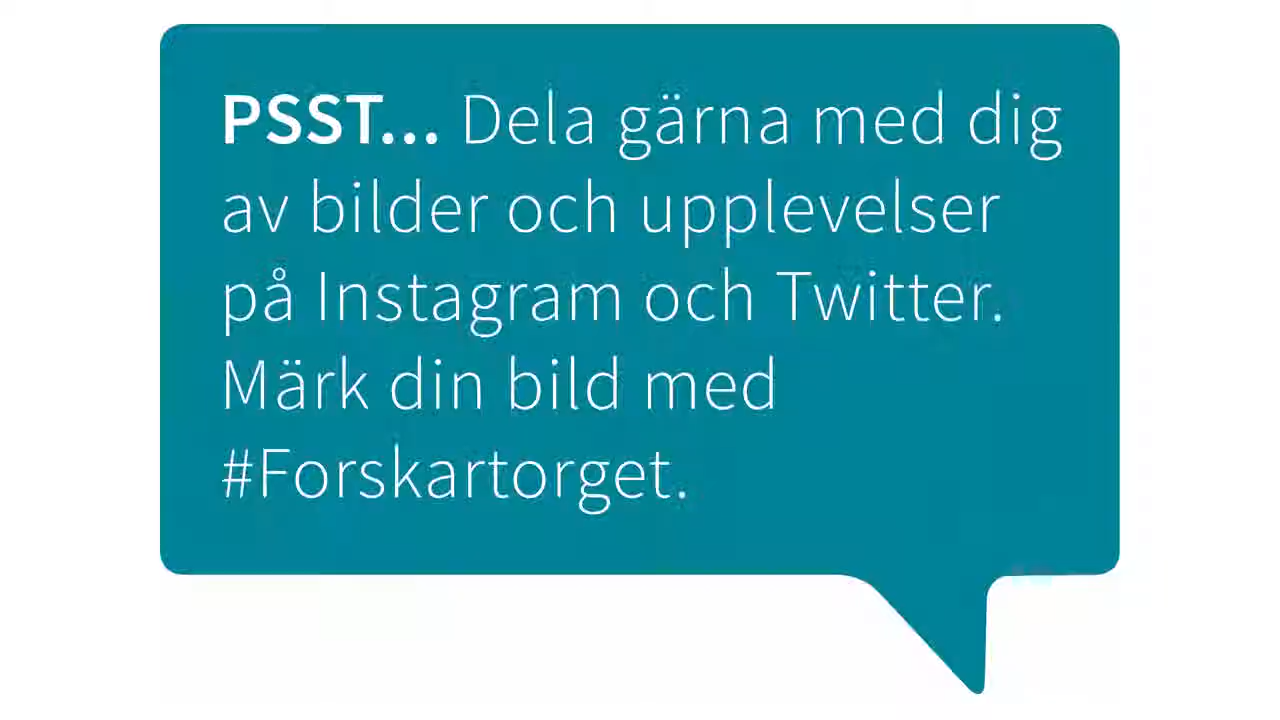 PSST... Dela gärna med dig
av bilder och upplevelser
på Instagram och Twitter.
Märk din bild med
#Forskartorget.